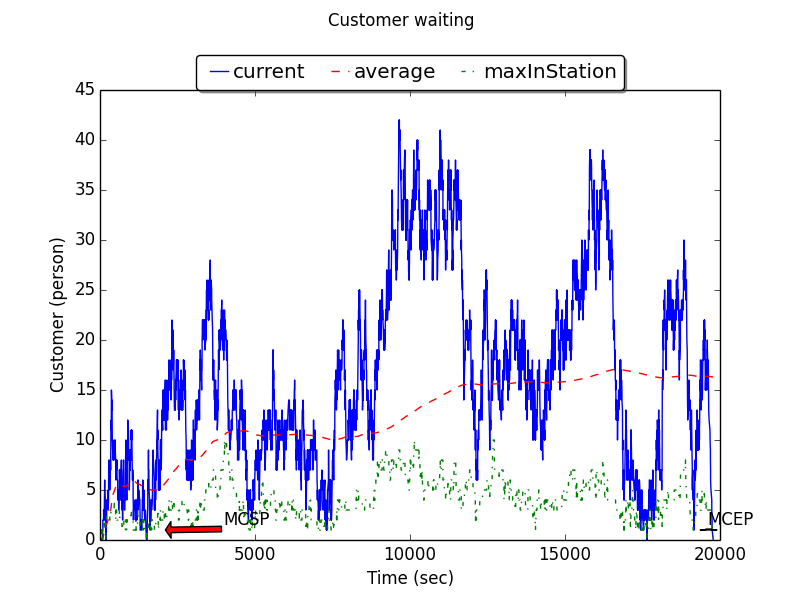 Customer waiting
current average maxInStation
45
40
35
30
25
20
15
10
5
0
Customer (person)
MCSP
MCEP
0 5000 10000 15000 20000
Time (sec)